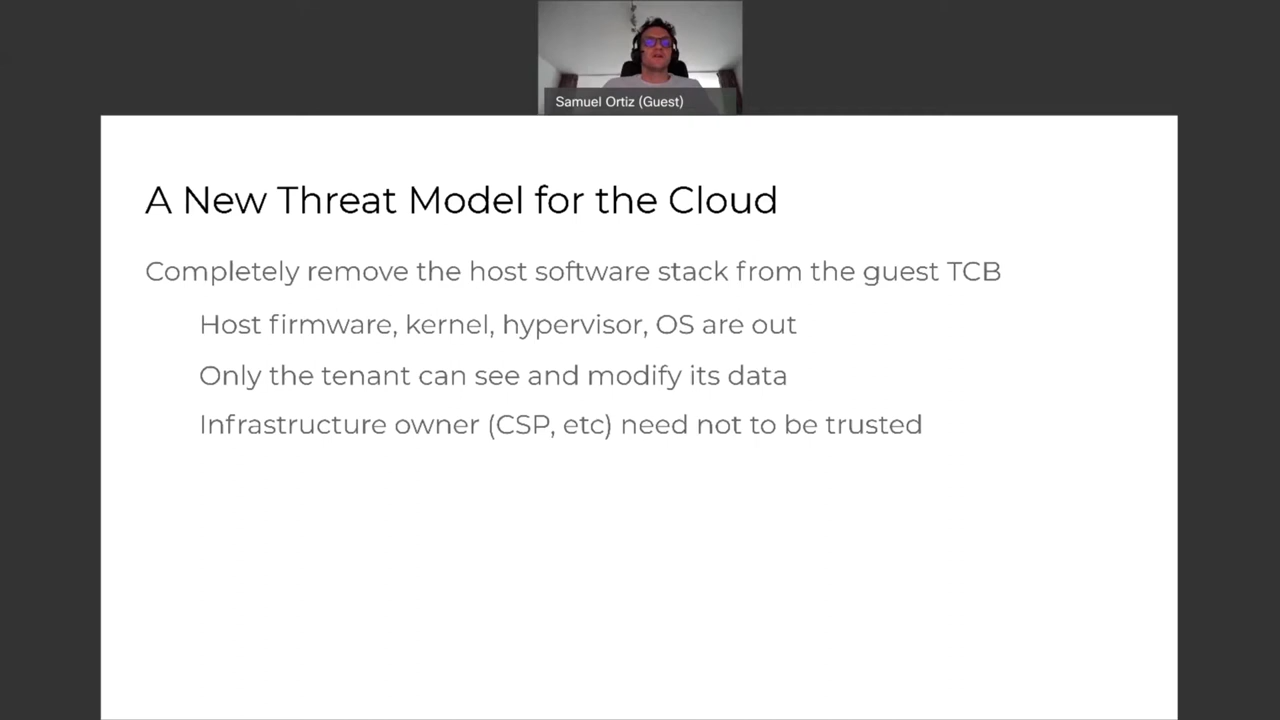 Samuel Ortiz (Guest)
A New Threat Model for the Cloud
Completely remove the host software stack from the guest TCB
Host firmware, kernel, hypervisor, OS are out
Only the tenant can see and modify its data
Infrastructure owner (CSP, etc) need not to be trusted